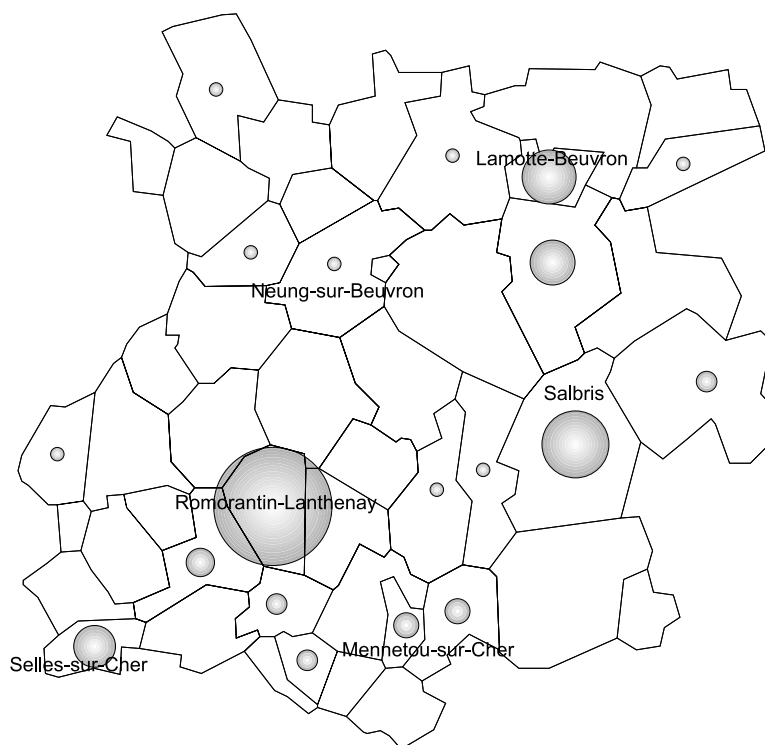 Lamotte-Beuvron
Neung-sur-Beuvron
Salbris
Romorantin-Lanthenay
Mennetou-sur-Cher
Selles-sur-Cher